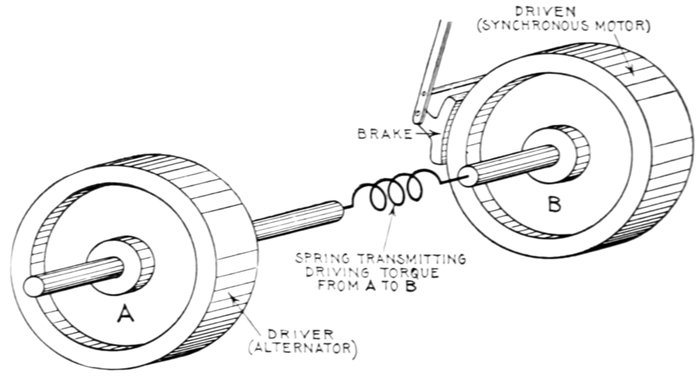 DRIVEN
(SYNCHRONOUS MOTOR)
BRAKE
B
SPRING TRANSMITTING
DRIVING TORQUE
FROM A TO B
A
DRIVER
(ALTERNATOR)